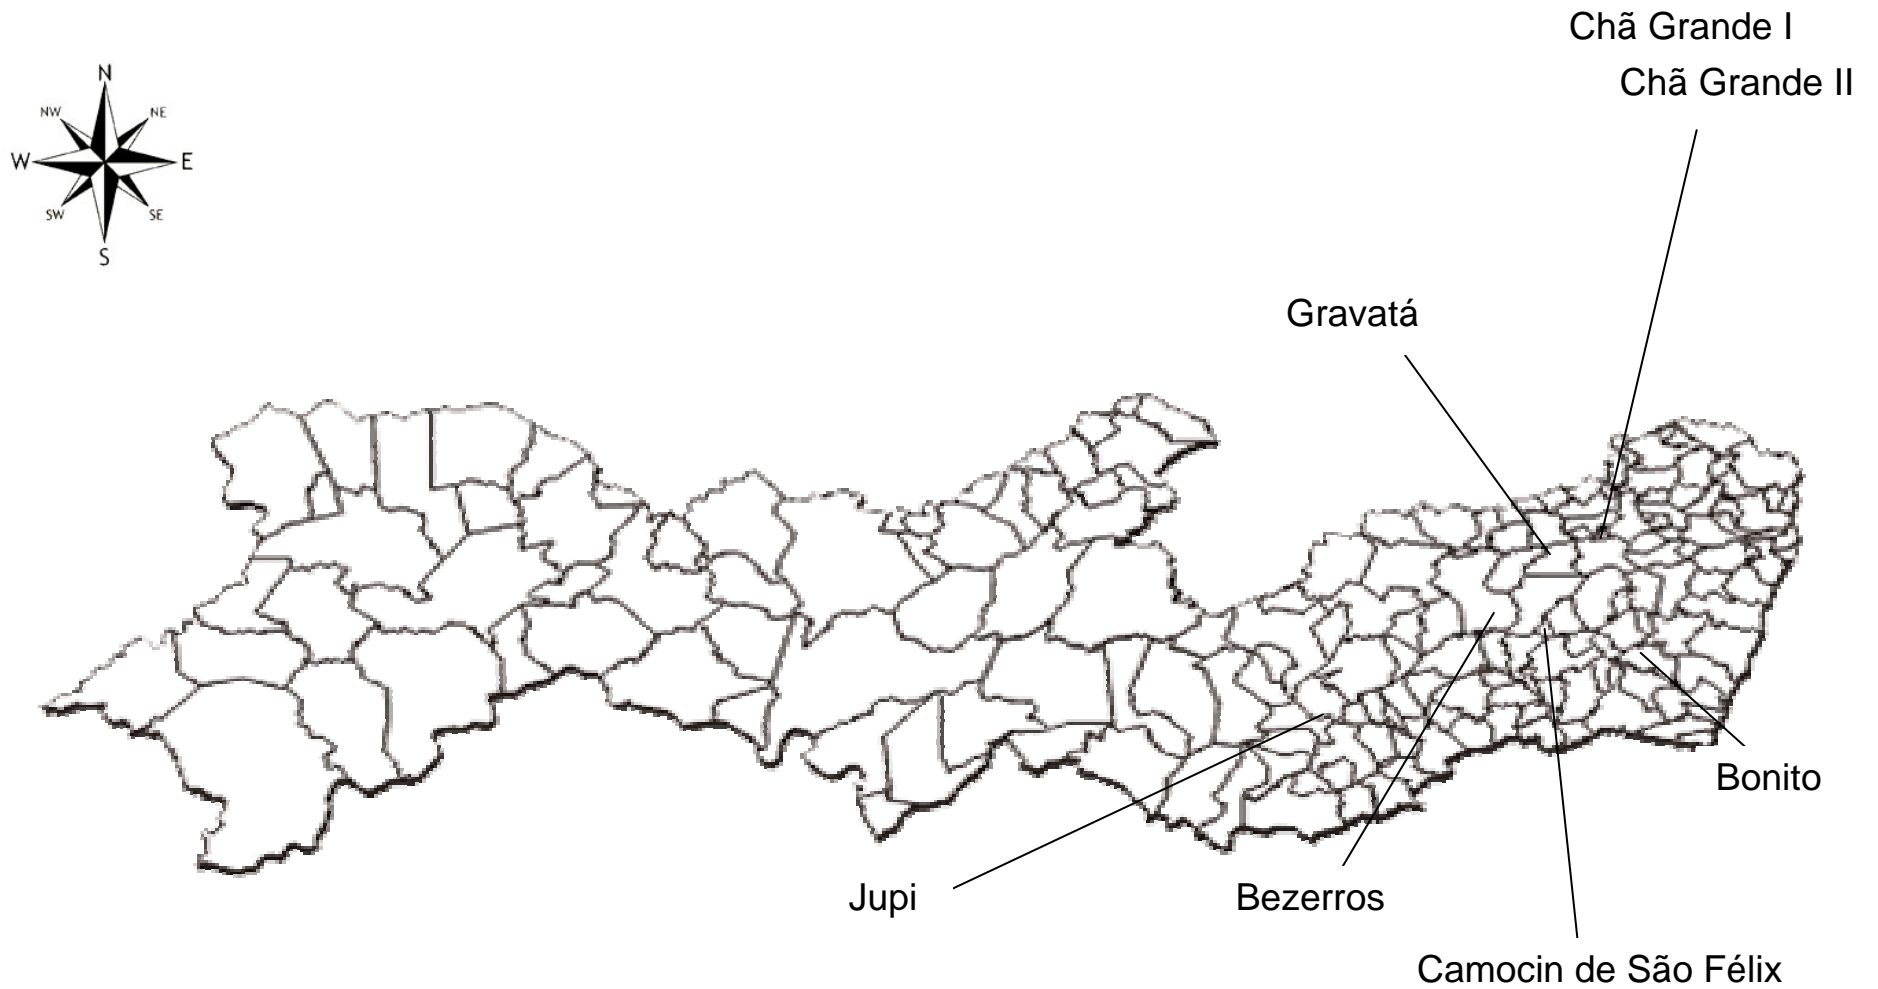 Chã Grande I
Chã Grande II
N
NW
NE
W
E
SW
SE
S
Gravatá
Bonito
Jupi
Bezerros
Camocin de São Félix